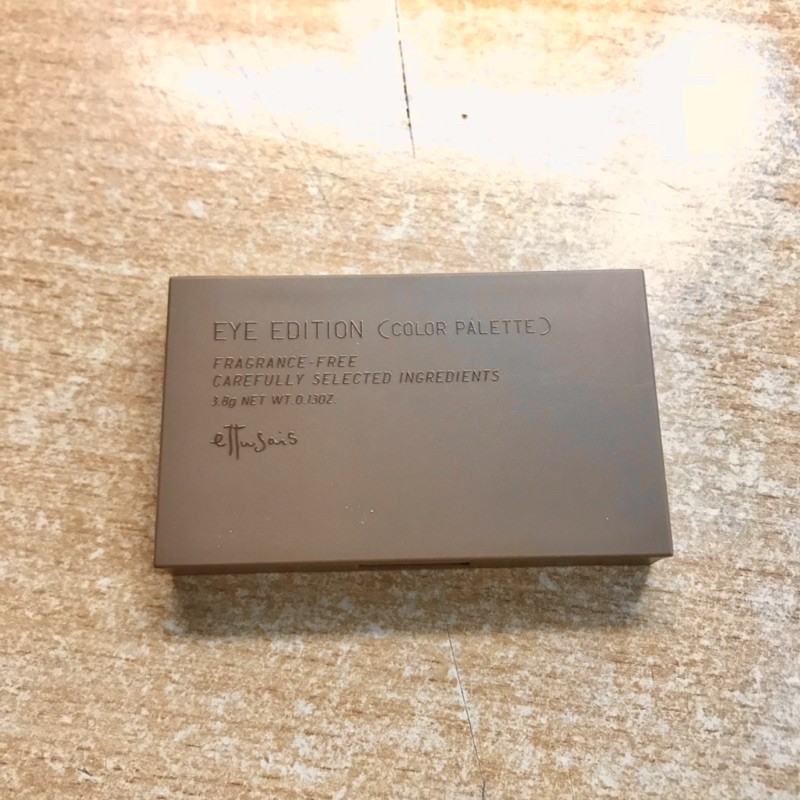 EYE EDITION (COLOR PALETTE)
FRAGRANCE-FREE
CAREFULLY SELECTED INGREDIENTS
3.8g NET WT.0.13OZ.
ettusais